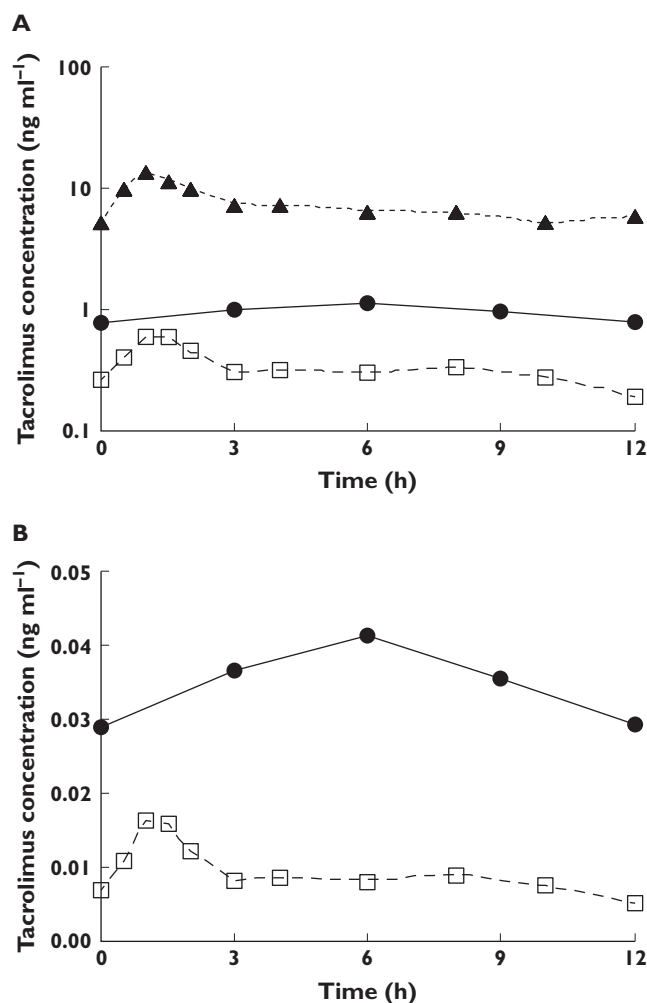 A
Tacrolimus concentration (ng ml⁻¹)
100
10
1
0.1
0 3 6 9 12
Time (h)
B
Tacrolimus concentration (ng ml⁻¹)
0.05
0.04
0.03
0.02
0.01
0.00
0 3 6 9 12
Time (h)